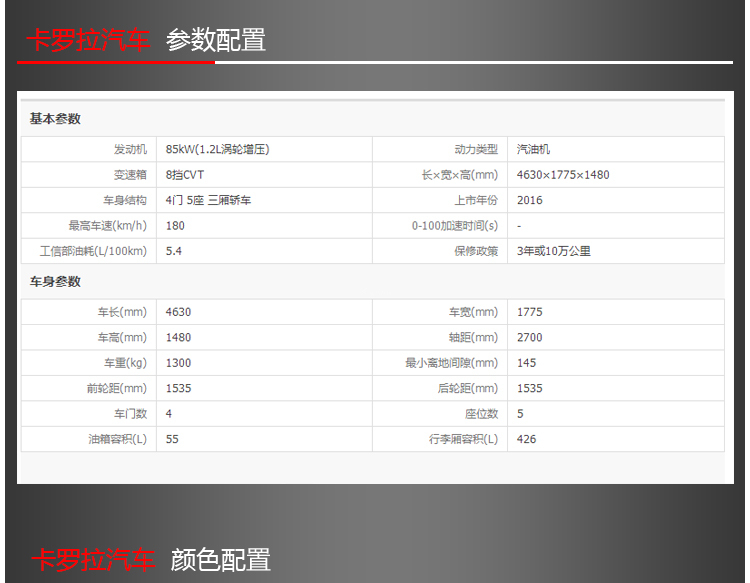 卡罗拉汽车 参数配置
基本参数
发动机 85kW(1.2L涡轮增压) 动力类型 汽油机
变速箱 8挡CVT 长×宽×高(mm) 4630×1775×1480
车身结构 4门 5座 三厢轿车 上市年份 2016
最高车速(km/h) 180 0-100加速时间(s) -
工信部油耗(L/100km) 5.4 保修政策 3年或10万公里
车身参数
车长(mm) 4630 车宽(mm) 1775
车高(mm) 1480 轴距(mm) 2700
车重(kg) 1300 最小离地间隙(mm) 145
前轮距(mm) 1535 后轮距(mm) 1535
车门数 4 座位数 5
油箱容积(L) 55 行李厢容积(L) 426
卡罗拉汽车 颜色配置